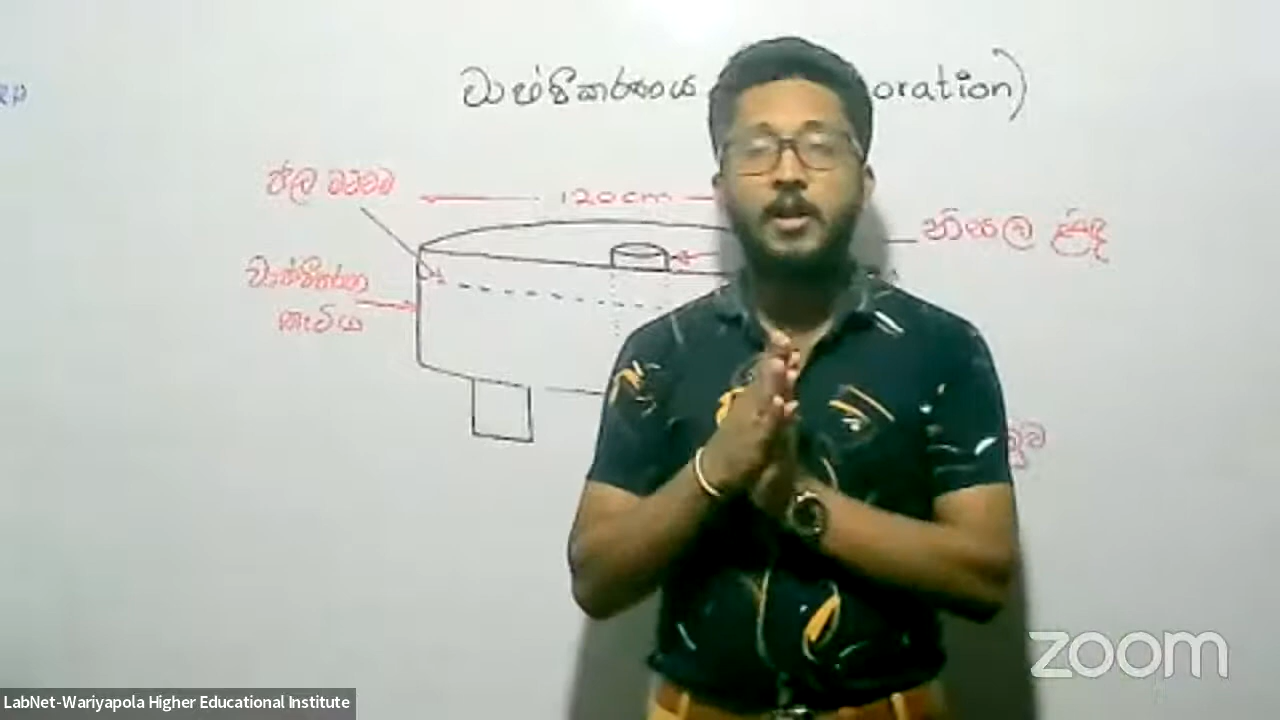 වාෂ්පීකරණය
oration)
ජල මට්ටම
120cm
නිසල ළිඳ
වාෂ්පීකරණ
තැටිය
zoom
LabNet-Wariyapola Higher Educational Institute